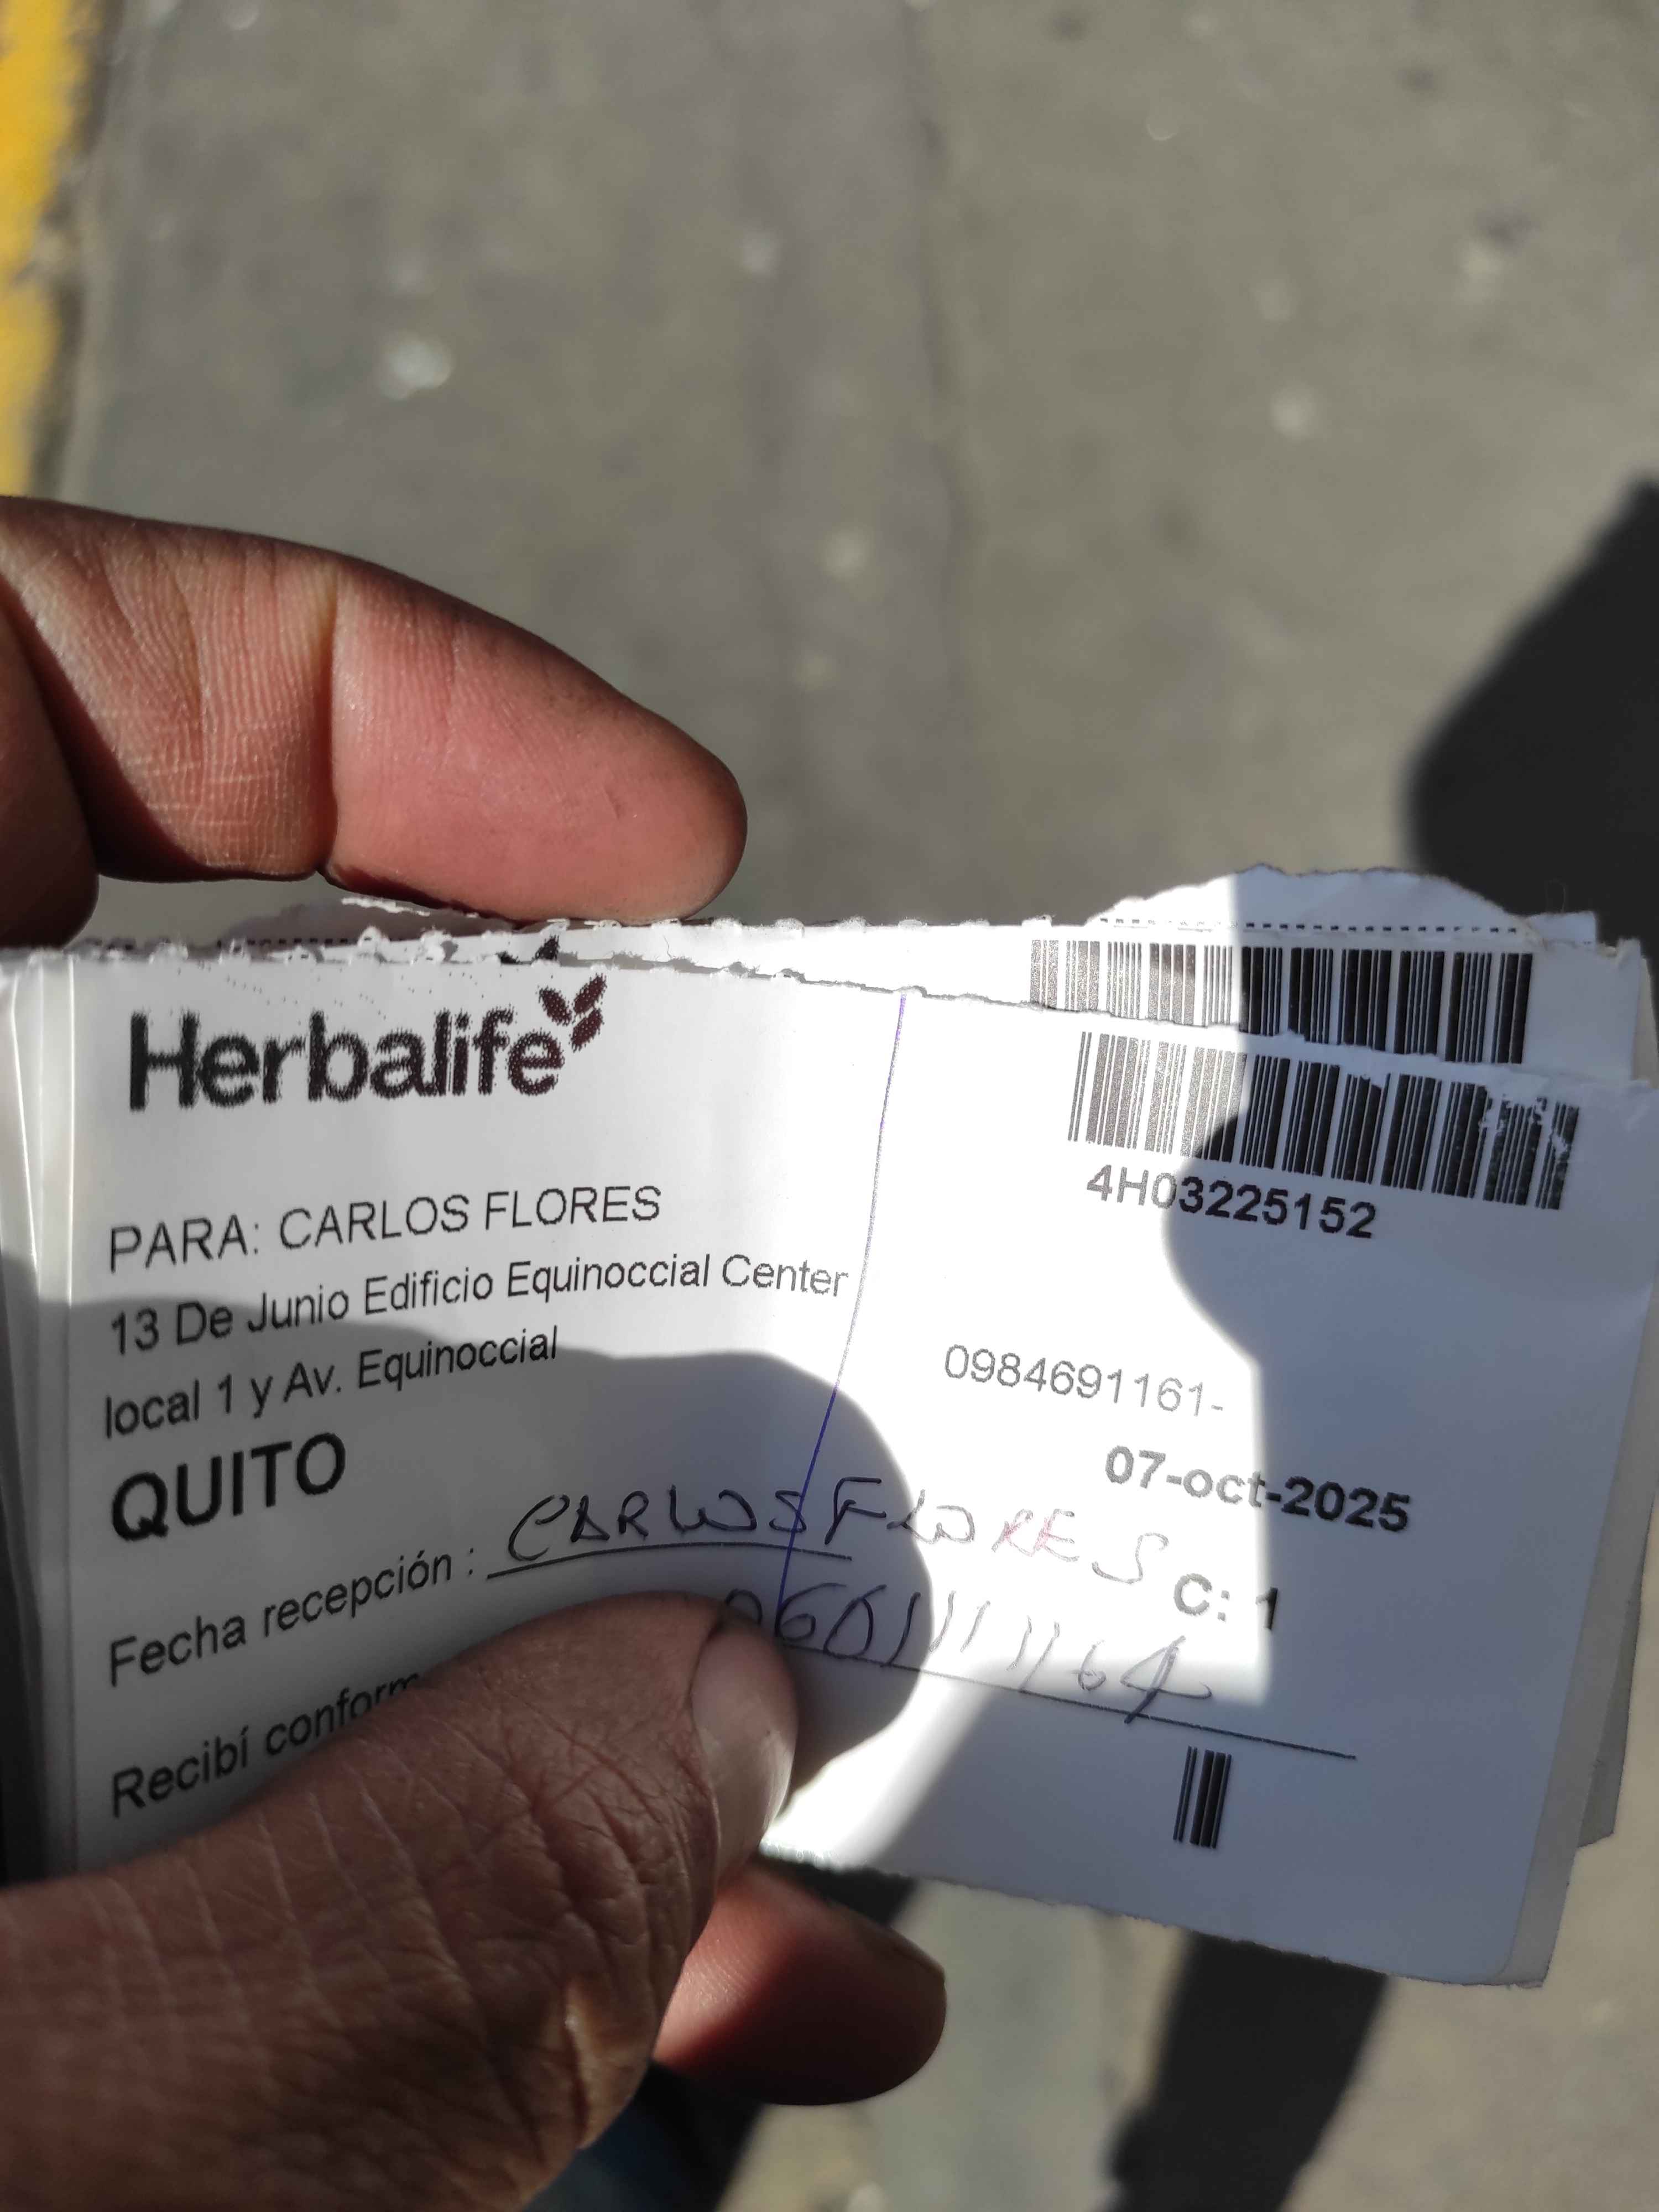 Herbalife
4H03225152
PARA: CARLOS FLORES
13 De Junio Edificio Equinoccial Center
local 1 y Av. Equinoccial
0984691161-
QUITO
07-oct-2025
Fecha recepción : CARLOS FLORES
C: 1
Recibí conform